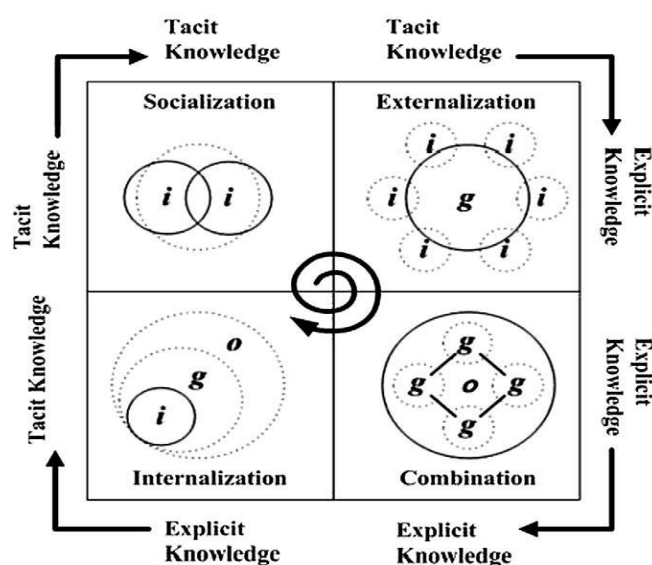 Tacit
Knowledge
Tacit
Knowledge
Socialization
i i
Tacit
Knowledge
Externalization
i i
i g i
i i
Explicit
Knowledge
Tacit Knowledge
o
g
i
Internalization
g
g o g
g
Combination
Explicit
Knowledge
Explicit
Knowledge
Explicit
Knowledge